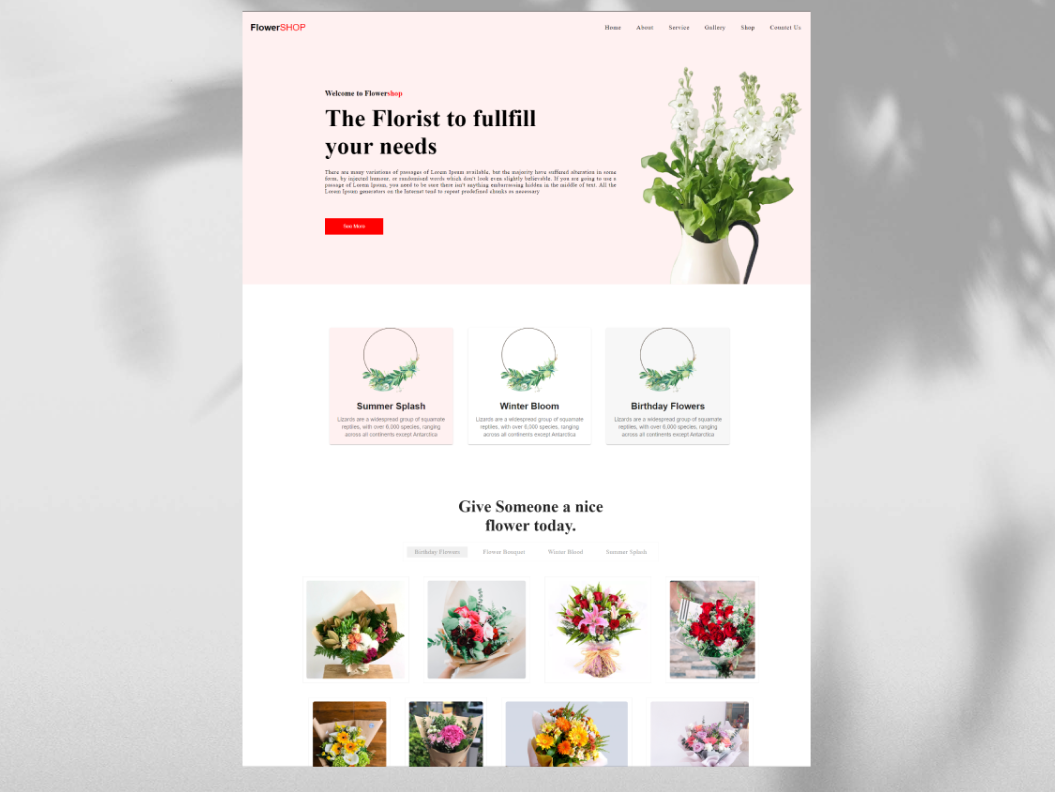 FlowerSHOP
Home About Service Gallery Shop Contct Us
Welcome to Flowershop
The Florist to fullfill
your needs
There are many variations of passages of Lorem Ipsum available, but the majority have suffered alteration in some
form, by injected humour, or randomised words which don't look even slightly believable. If you are going to use a
passage of Lorem Ipsum, you need to be sure there isn't anything embarrassing hidden in the middle of text. All the
Lorem Ipsum generators on the Internet tend to repeat predefined chunks as necessary
See More
Summer Splash
Lizards are a widespread group of squamate
reptiles, with over 6,000 species, ranging
across all continents except Antarctica
Winter Bloom
Lizards are a widespread group of squamate
reptiles, with over 6,000 species, ranging
across all continents except Antarctica
Birthday Flowers
Lizards are a widespread group of squamate
reptiles, with over 6,000 species, ranging
across all continents except Antarctica
Give Someone a nice
flower today.
Birthday Flowers Flower Bouquet Winter Blood Summer Splash